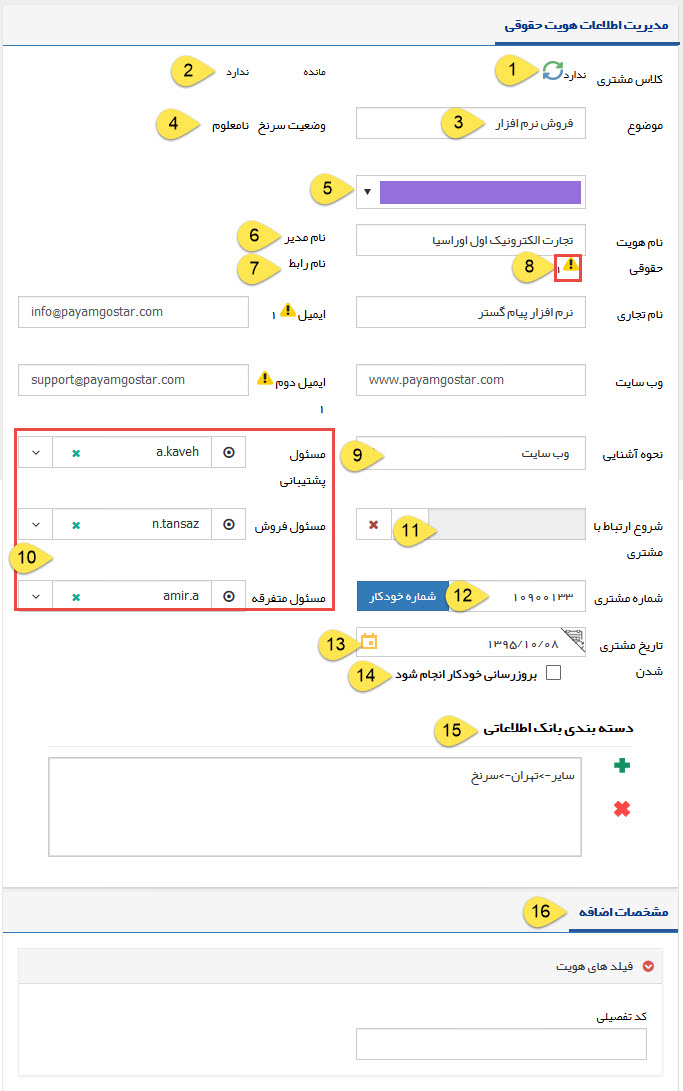 مدیریت اطلاعات هویت حقوقی
کلاس مشتری ندارد 1 مانده ندارد 2
موضوع فروش نرم افزار 3 وضعیت سرنخ نامعلوم 4
5
نام هویت حقوقی تجارت الکترونیک اول اوراسیا نام مدیر 6
۱ 8 نام رابط 7
نام تجاری نرم افزار پیام گستر ایمیل ۱ info@payamgostar.com
وب سایت www.payamgostar.com ایمیل دوم ۱ support@payamgostar.com
نحوه آشنایی وب سایت 9 مسئول پشتیبانی a.kaveh
شروع ارتباط با مشتری 11 مسئول فروش n.tansaz
10
شماره مشتری ۱۰۹۰۰۱۳۳ 12 شماره خودکار مسئول متفرقه amir.a
تاریخ مشتری شدن ۱۳۹۵/۱۰/۰۸ 13
بروزرسانی خودکار انجام شود 14
دسته بندی بانک اطلاعاتی 15
سایر->تهران->سرنخ
مشخصات اضافه 16
فیلد های هویت
کد تفصیلی